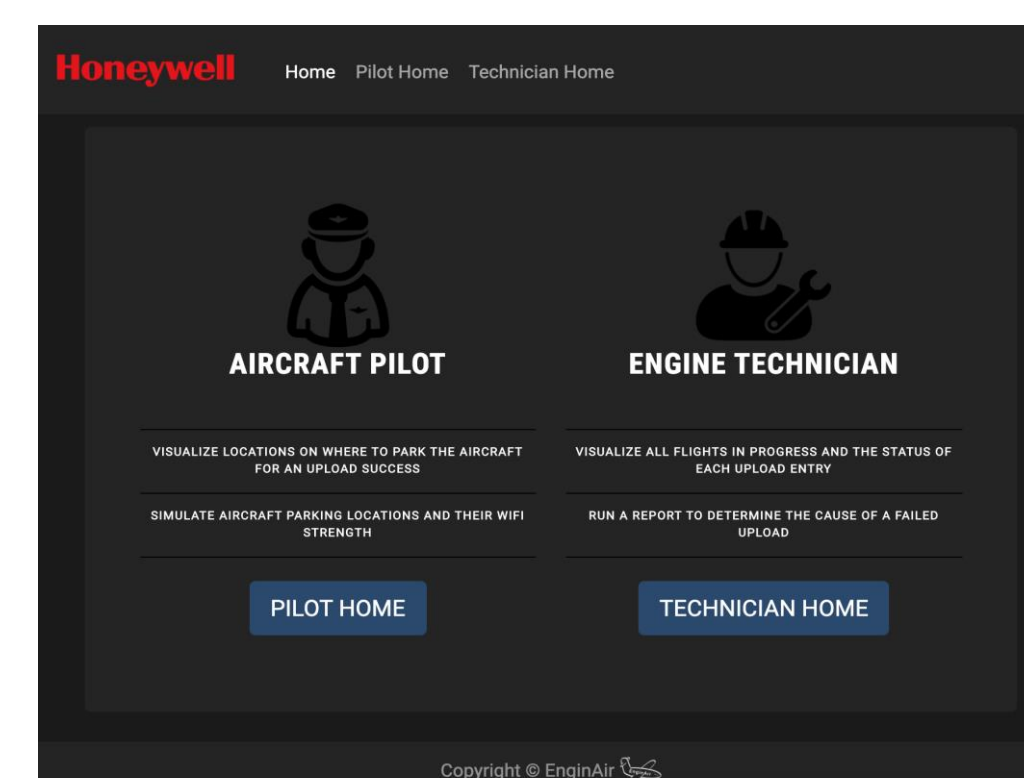 Honeywell
Home Pilot Home Technician Home
AIRCRAFT PILOT
VISUALIZE LOCATIONS ON WHERE TO PARK THE AIRCRAFT
FOR AN UPLOAD SUCCESS
SIMULATE AIRCRAFT PARKING LOCATIONS AND THEIR WIFI
STRENGTH
PILOT HOME
ENGINE TECHNICIAN
VISUALIZE ALL FLIGHTS IN PROGRESS AND THE STATUS OF
EACH UPLOAD ENTRY
RUN A REPORT TO DETERMINE THE CAUSE OF A FAILED
UPLOAD
TECHNICIAN HOME
Copyright © EnginAir